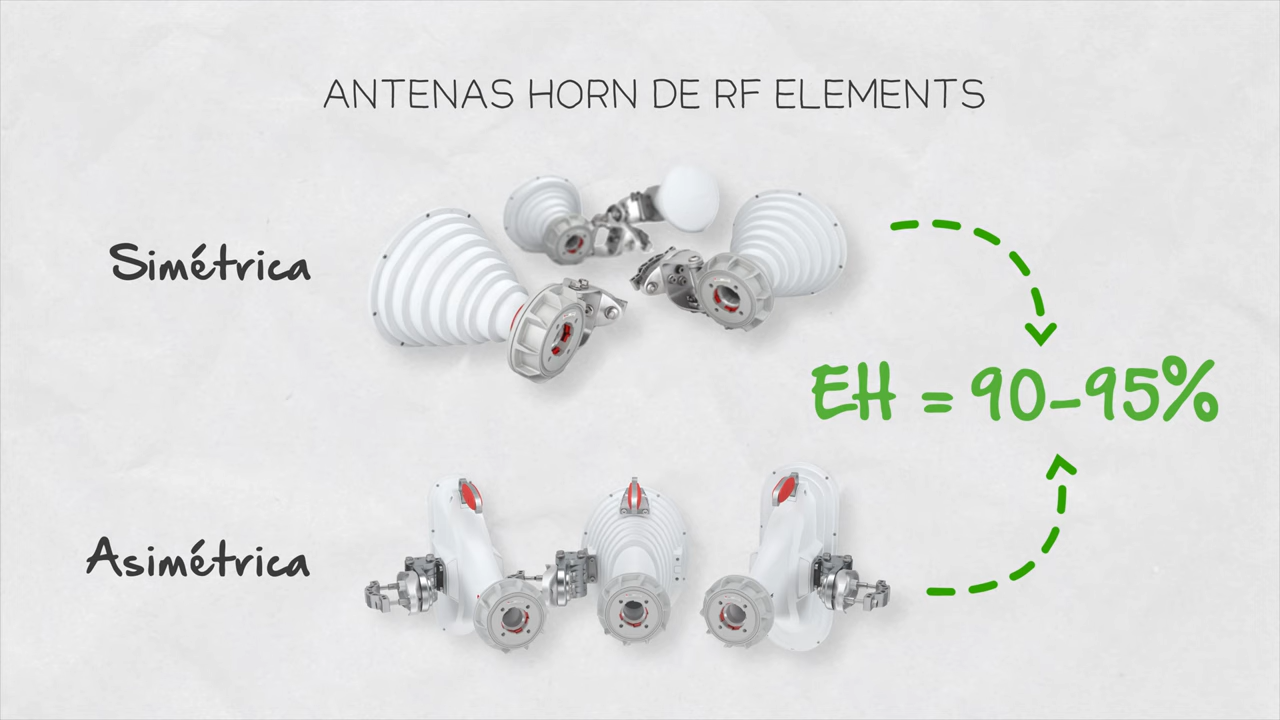 ANTENAS HORN DE RF ELEMENTS
Simétrica
EH = 90-95%
Asimétrica